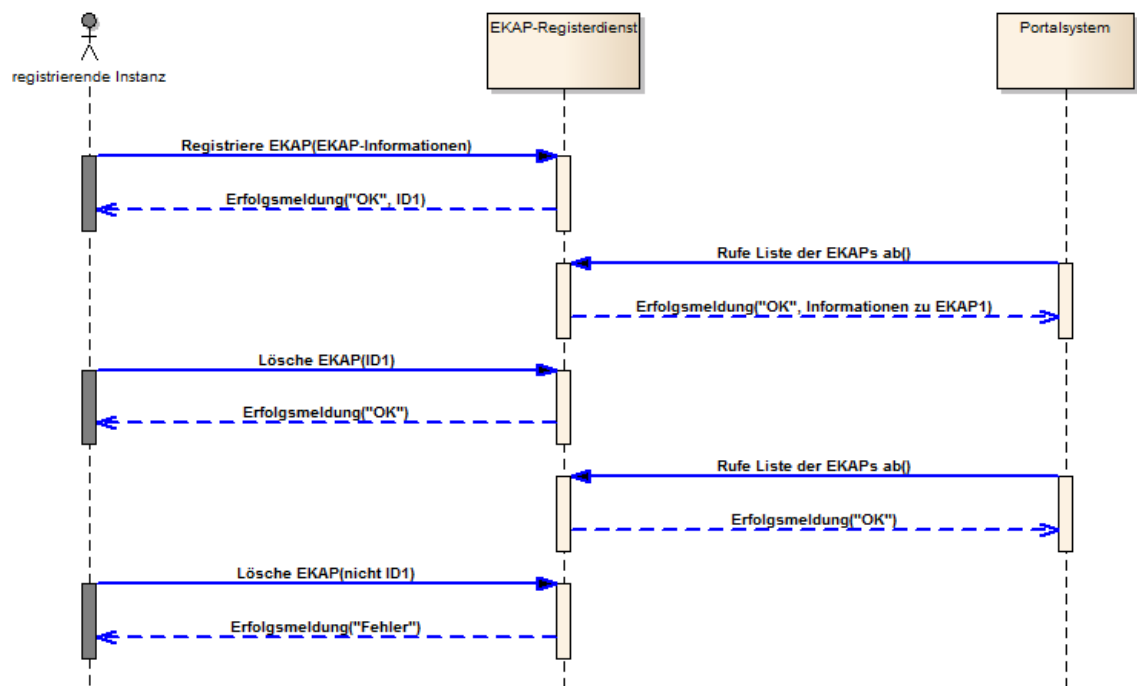 EKAP-Registerdienst
Portalsystem
registrierende Instanz
Registriere EKAP(EKAP-Informationen)
Erfolgsmeldung("OK", ID1)
Rufe Liste der EKAPs ab()
Erfolgsmeldung("OK", Informationen zu EKAP1)
Lösche EKAP(ID1)
Erfolgsmeldung("OK")
Rufe Liste der EKAPs ab()
Erfolgsmeldung("OK")
Lösche EKAP(nicht ID1)
Erfolgsmeldung("Fehler")